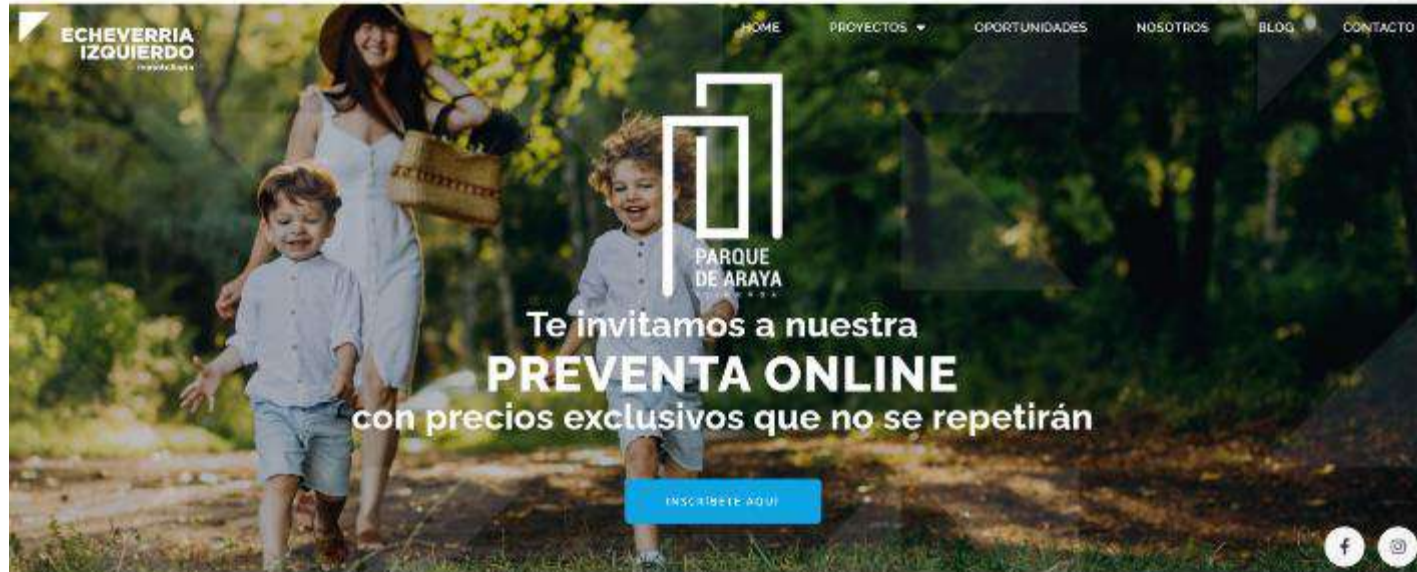 ECHEVERRIA
IZQUIERDO
inmobiliaria
HOME PROYECTOS OPORTUNIDADES NOSOTROS BLOG CONTACTO
PARQUE
DE ARAYA
Te invitamos a nuestra
PREVENTA ONLINE
con precios exclusivos que no se repetirán
INSCRÍBETE AQUÍ